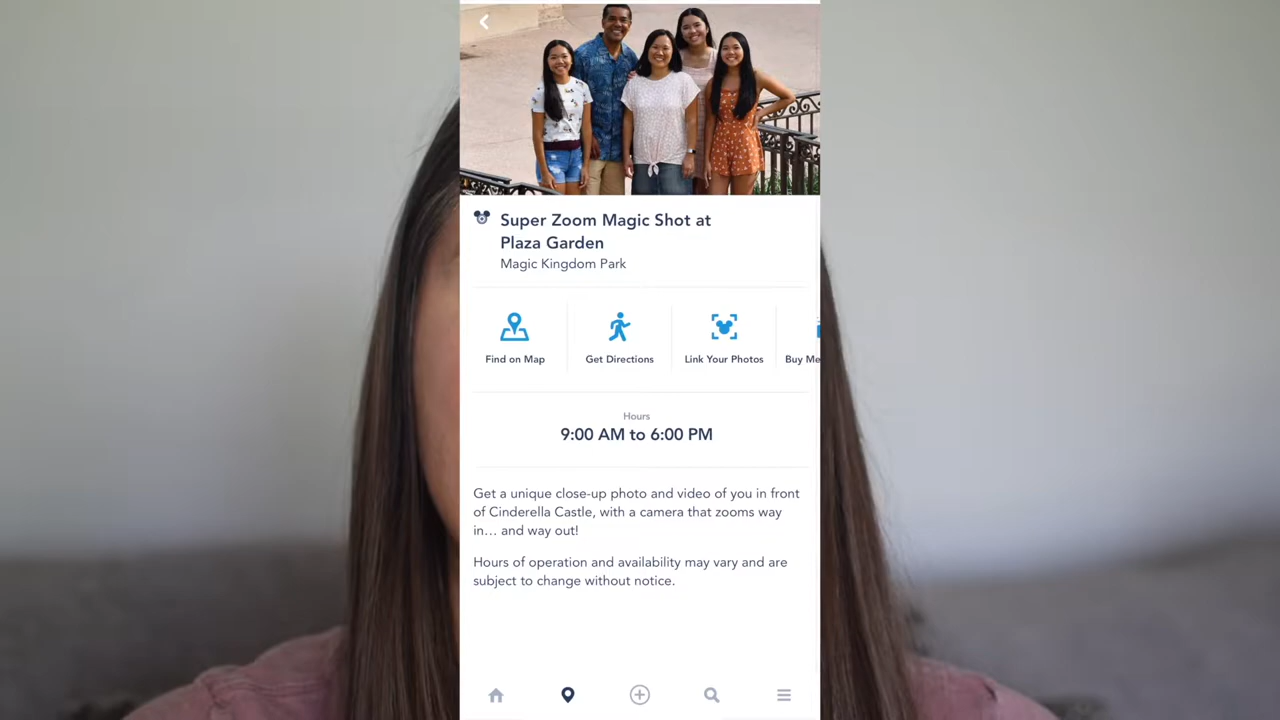 Super Zoom Magic Shot at
Plaza Garden
Magic Kingdom Park
Find on Map
Get Directions
Link Your Photos
Buy Me
Hours
9:00 AM to 6:00 PM
Get a unique close-up photo and video of you in front
of Cinderella Castle, with a camera that zooms way
in... and way out!
Hours of operation and availability may vary and are
subject to change without notice.